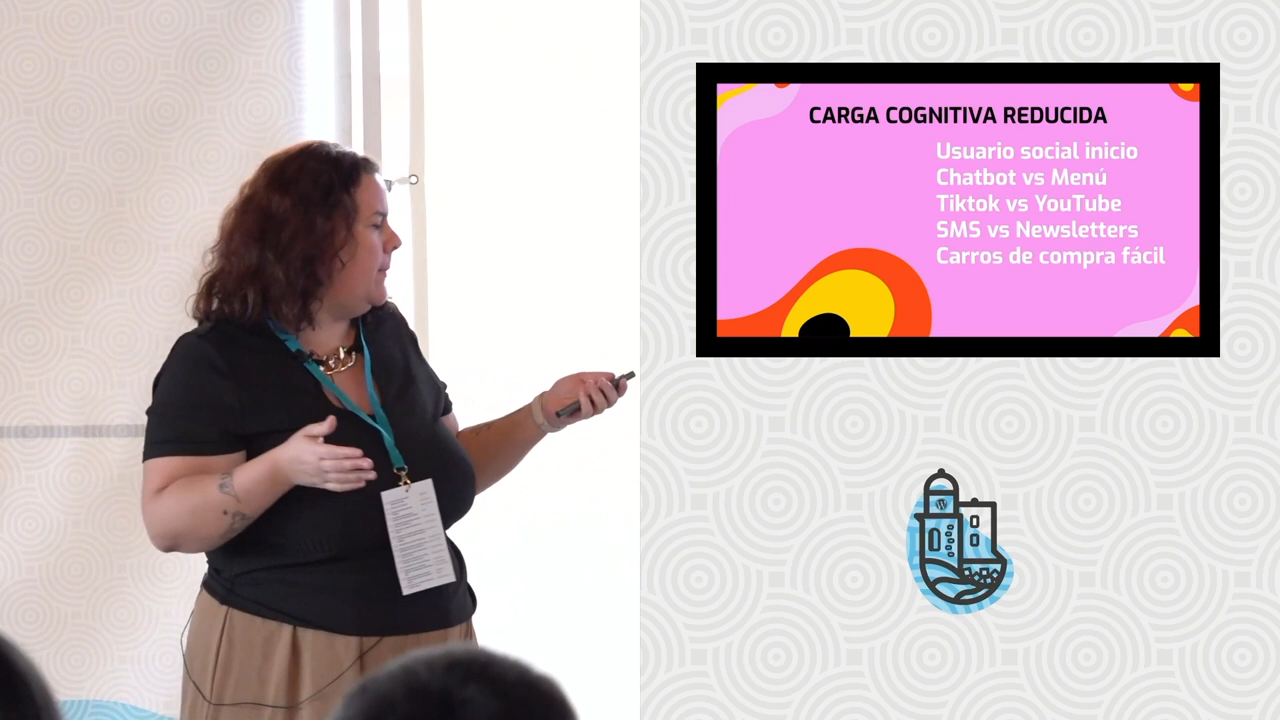 CARGA COGNITIVA REDUCIDA
Usuario social inicio
Chatbot vs Menú
Tiktok vs YouTube
SMS vs Newsletters
Carros de compra fácil